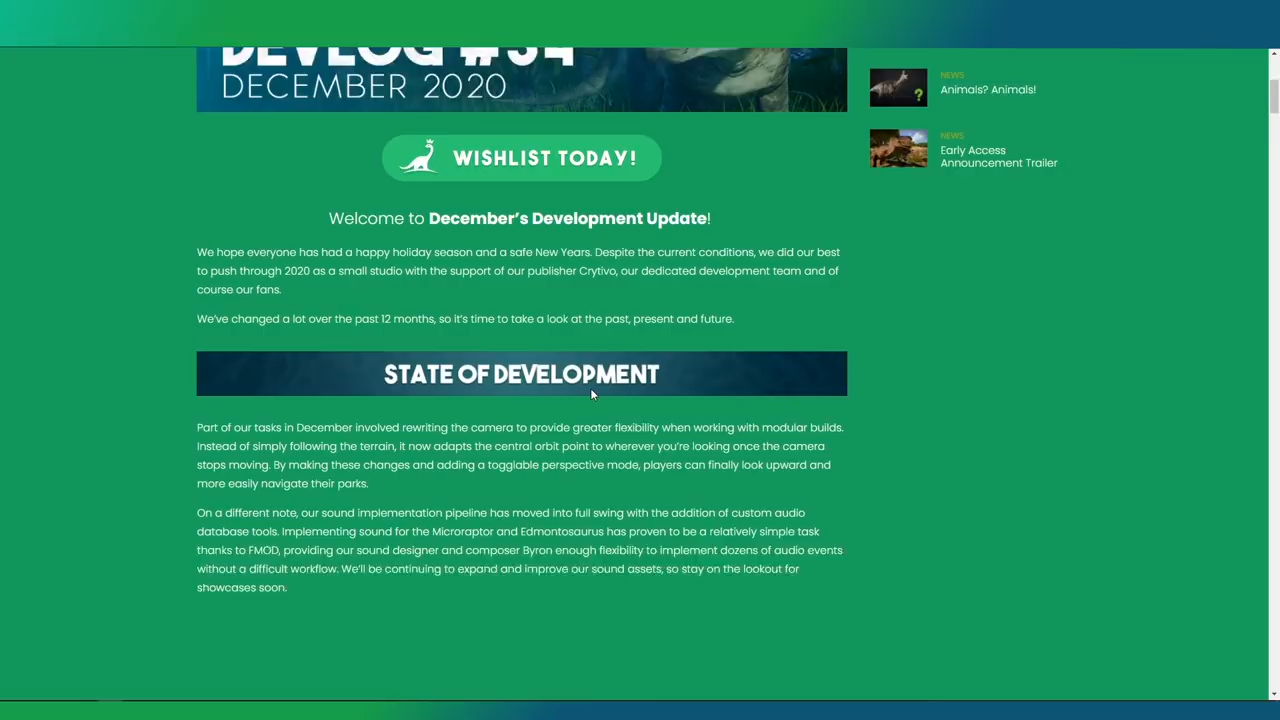 DEVLOG #34
DECEMBER 2020
WISHLIST TODAY!
Welcome to December's Development Update!
We hope everyone has had a happy holiday season and a safe New Years. Despite the current conditions, we did our best
to push through 2020 as a small studio with the support of our publisher Crytivo, our dedicated development team and of
course our fans.
We've changed a lot over the past 12 months, so it's time to take a look at the past, present and future.
STATE OF DEVELOPMENT
Part of our tasks in December involved rewriting the camera to provide greater flexibility when working with modular builds.
Instead of simply following the terrain, it now adapts the central orbit point to wherever you're looking once the camera
stops moving. By making these changes and adding a togglable perspective mode, players can finally look upward and
more easily navigate their parks.
On a different note, our sound implementation pipeline has moved into full swing with the addition of custom audio
database tools. Implementing sound for the Microraptor and Edmontosaurus has proven to be a relatively simple task
thanks to FMOD, providing our sound designer and composer Byron enough flexibility to implement dozens of audio events
without a difficult workflow. We'll be continuing to expand and improve our sound assets, so stay on the lookout for
showcases soon.
NEWS
Animals? Animals!
?
NEWS
Early Access
Announcement Trailer